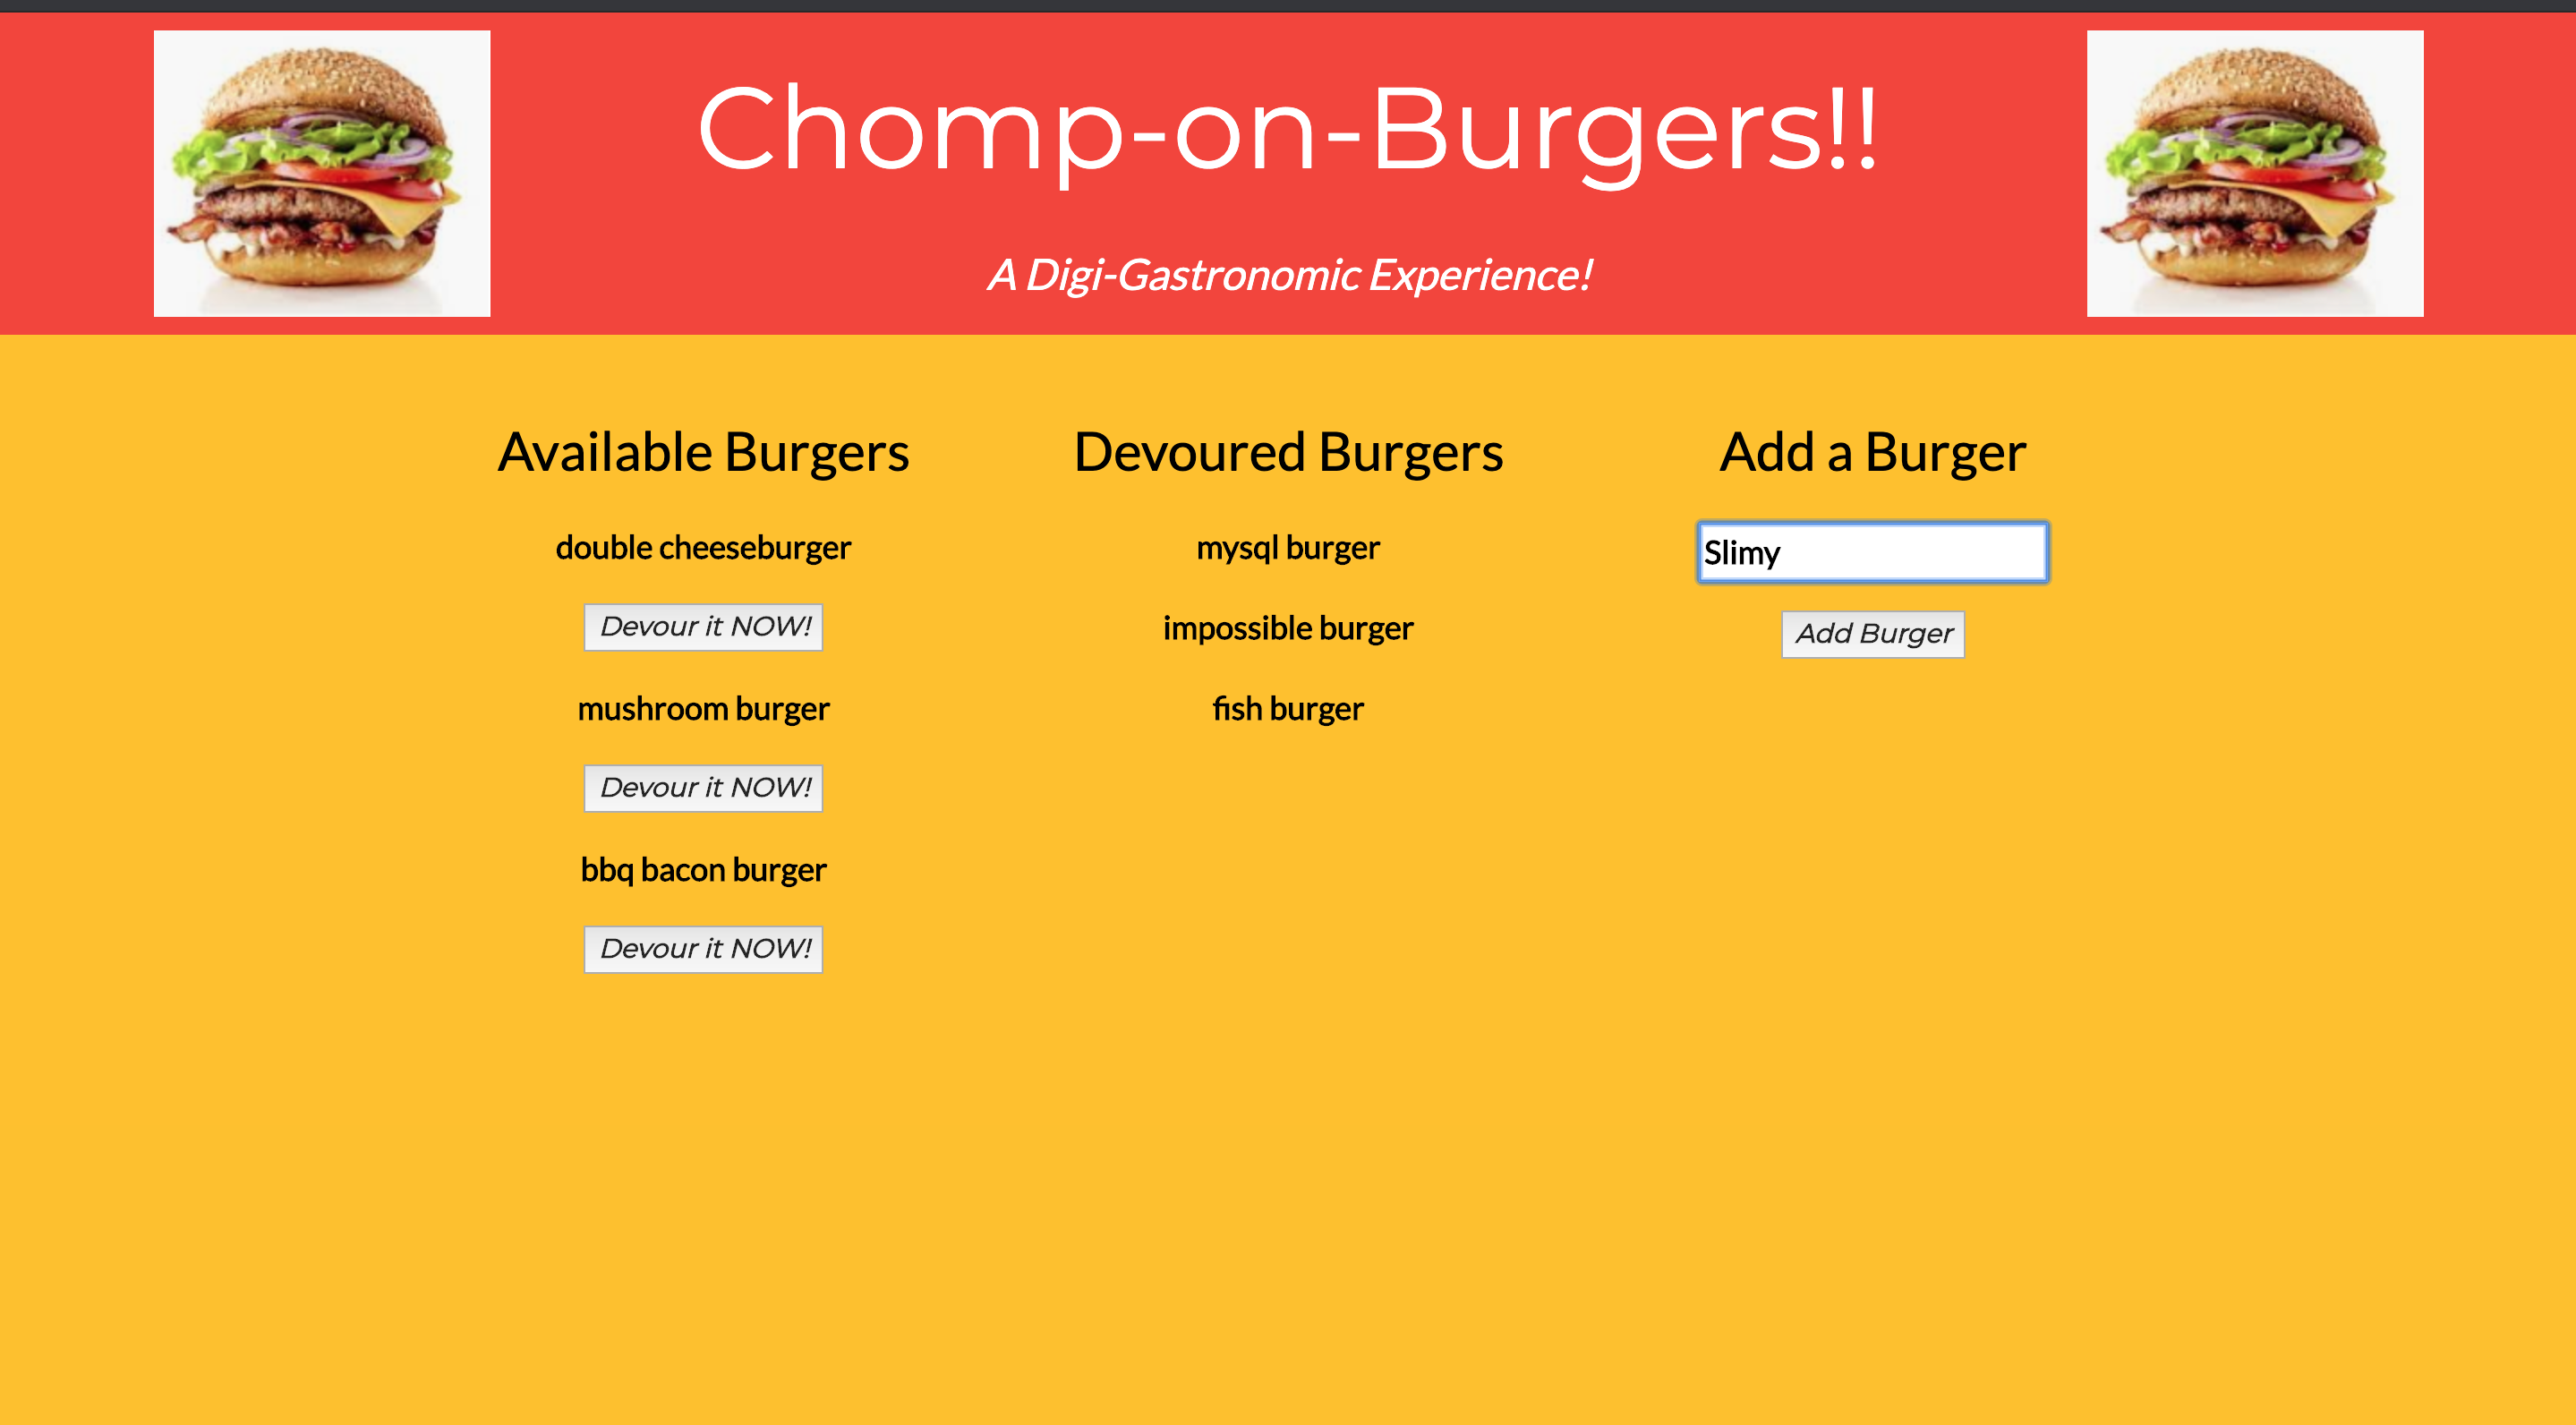 Chomp-on-Burgers!!
A Digi-Gastronomic Experience!
Available Burgers
double cheeseburger
Devour it NOW!
mushroom burger
Devour it NOW!
bbq bacon burger
Devour it NOW!
Devoured Burgers
mysql burger
impossible burger
fish burger
Add a Burger
Slimy
Add Burger